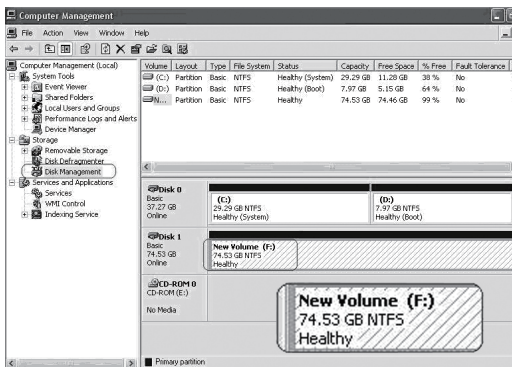 Computer Management
File Action View Window Help
Computer Management (Local)
System Tools
Event Viewer
Shared Folders
Local Users and Groups
Performance Logs and Alerts
Device Manager
Storage
Removable Storage
Disk Defragmenter
Disk Management
Services and Applications
Services
WMI Control
Indexing Service
Volume Layout Type File System Status Capacity Free Space % Free Fault Tolerance
(C:) Partition Basic NTFS Healthy (System) 29.29 GB 11.28 GB 38 % No
(D:) Partition Basic NTFS Healthy (Boot) 7.97 GB 5.15 GB 64 % No
N... Partition Basic NTFS Healthy 74.53 GB 74.46 GB 99 % No
Disk 0
Basic
37.27 GB
Online
(C:)
29.29 GB NTFS
Healthy (System)
(D:)
7.97 GB NTFS
Healthy (Boot)
Disk 1
Basic
74.53 GB
Online
New Volume (F:)
74.53 GB NTFS
Healthy
CD-ROM 0
CD-ROM (E:)
No Media
New Volume (F:)
74.53 GB NTFS
Healthy
Primary partition